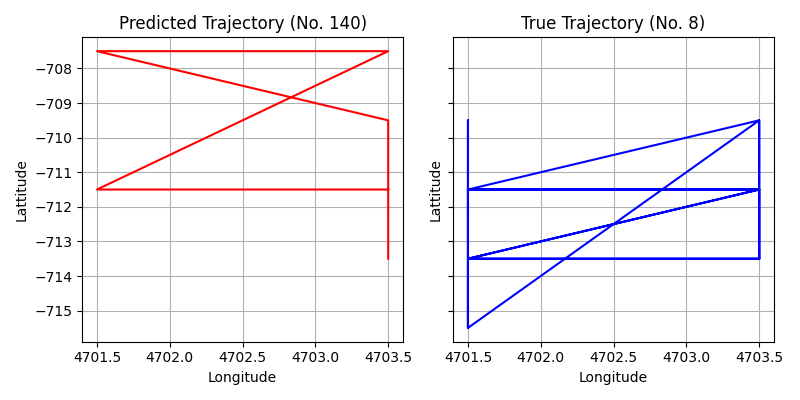 Predicted Trajectory (No. 140)
True Trajectory (No. 8)
−708
−709
−710
−711
−712
−713
−714
−715
Lattitude
Lattitude
4701.5 4702.0 4702.5 4703.0 4703.5
4701.5 4702.0 4702.5 4703.0 4703.5
Longitude
Longitude